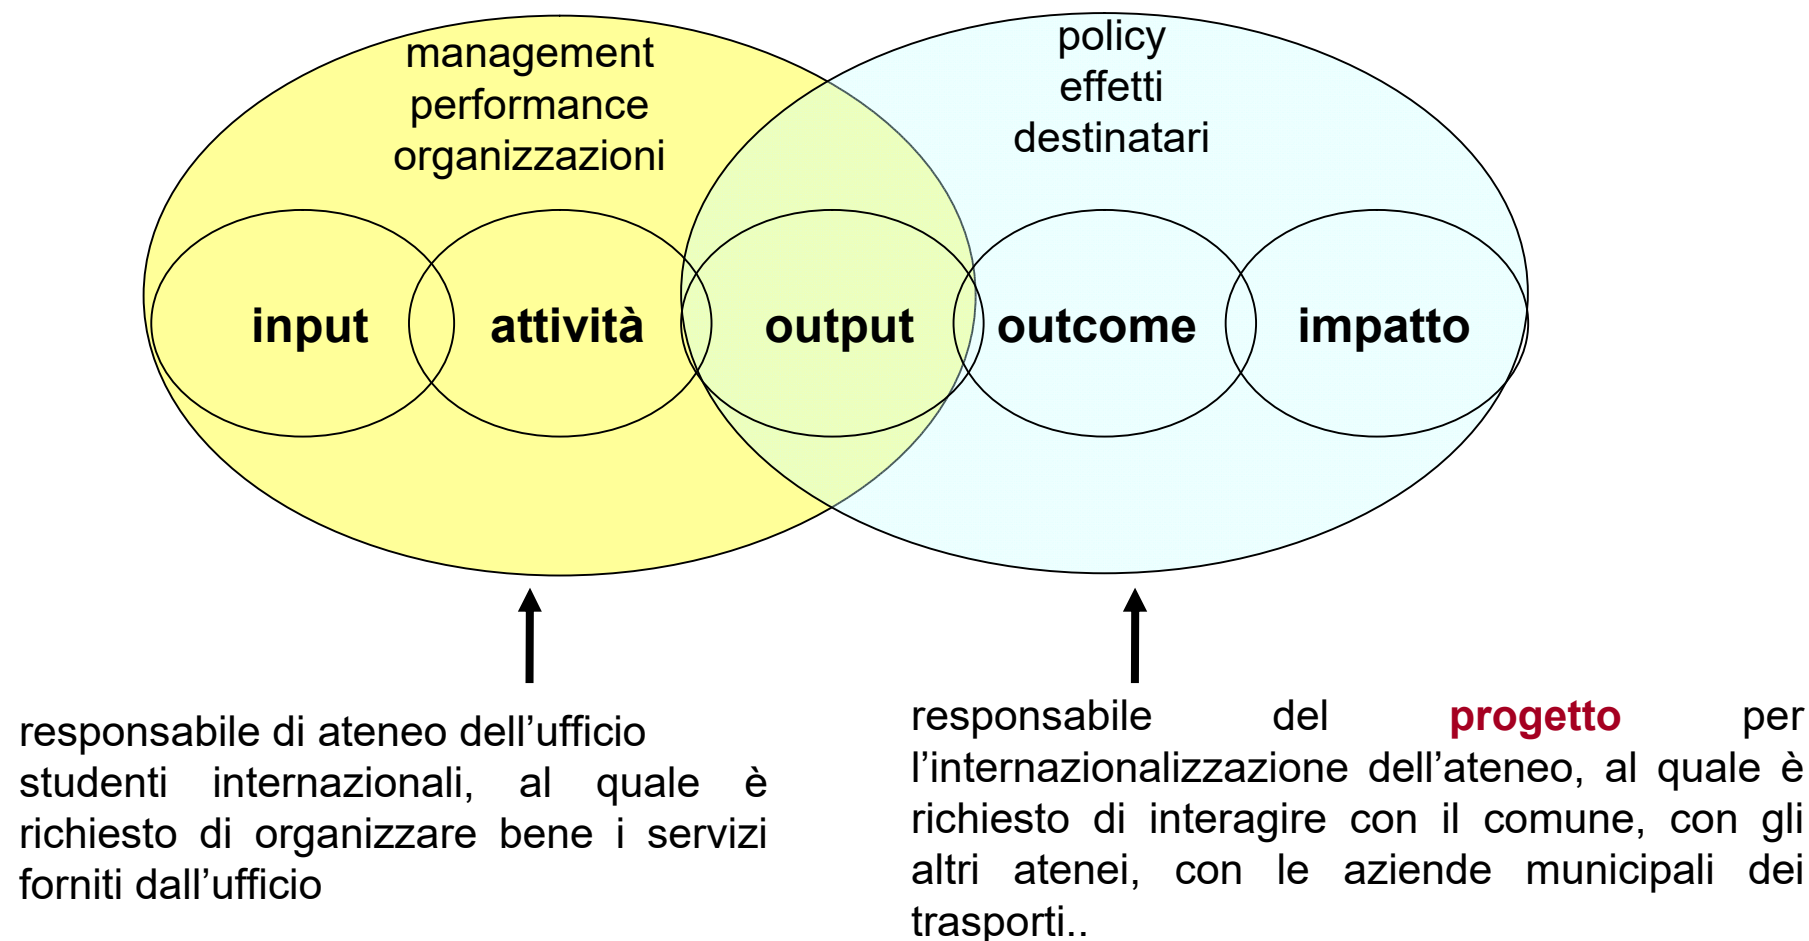 management
performance
organizzazioni
policy
effetti
destinatari
input
attività
output
outcome
impatto
responsabile di ateneo dell’ufficio
studenti internazionali, al quale è
richiesto di organizzare bene i servizi
forniti dall’ufficio
responsabile del progetto per
l’internazionalizzazione dell’ateneo, al quale è
richiesto di interagire con il comune, con gli
altri atenei, con le aziende municipali dei
trasporti..